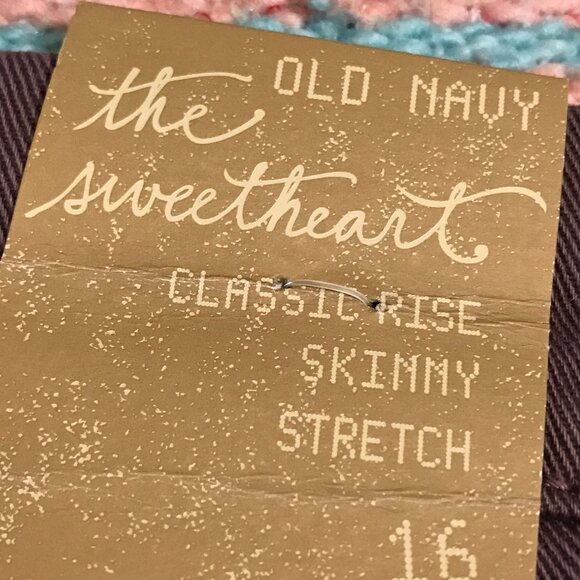 OLD NAVY
the
sweetheart
CLASSIC RISE
SKINNY
STRETCH
16